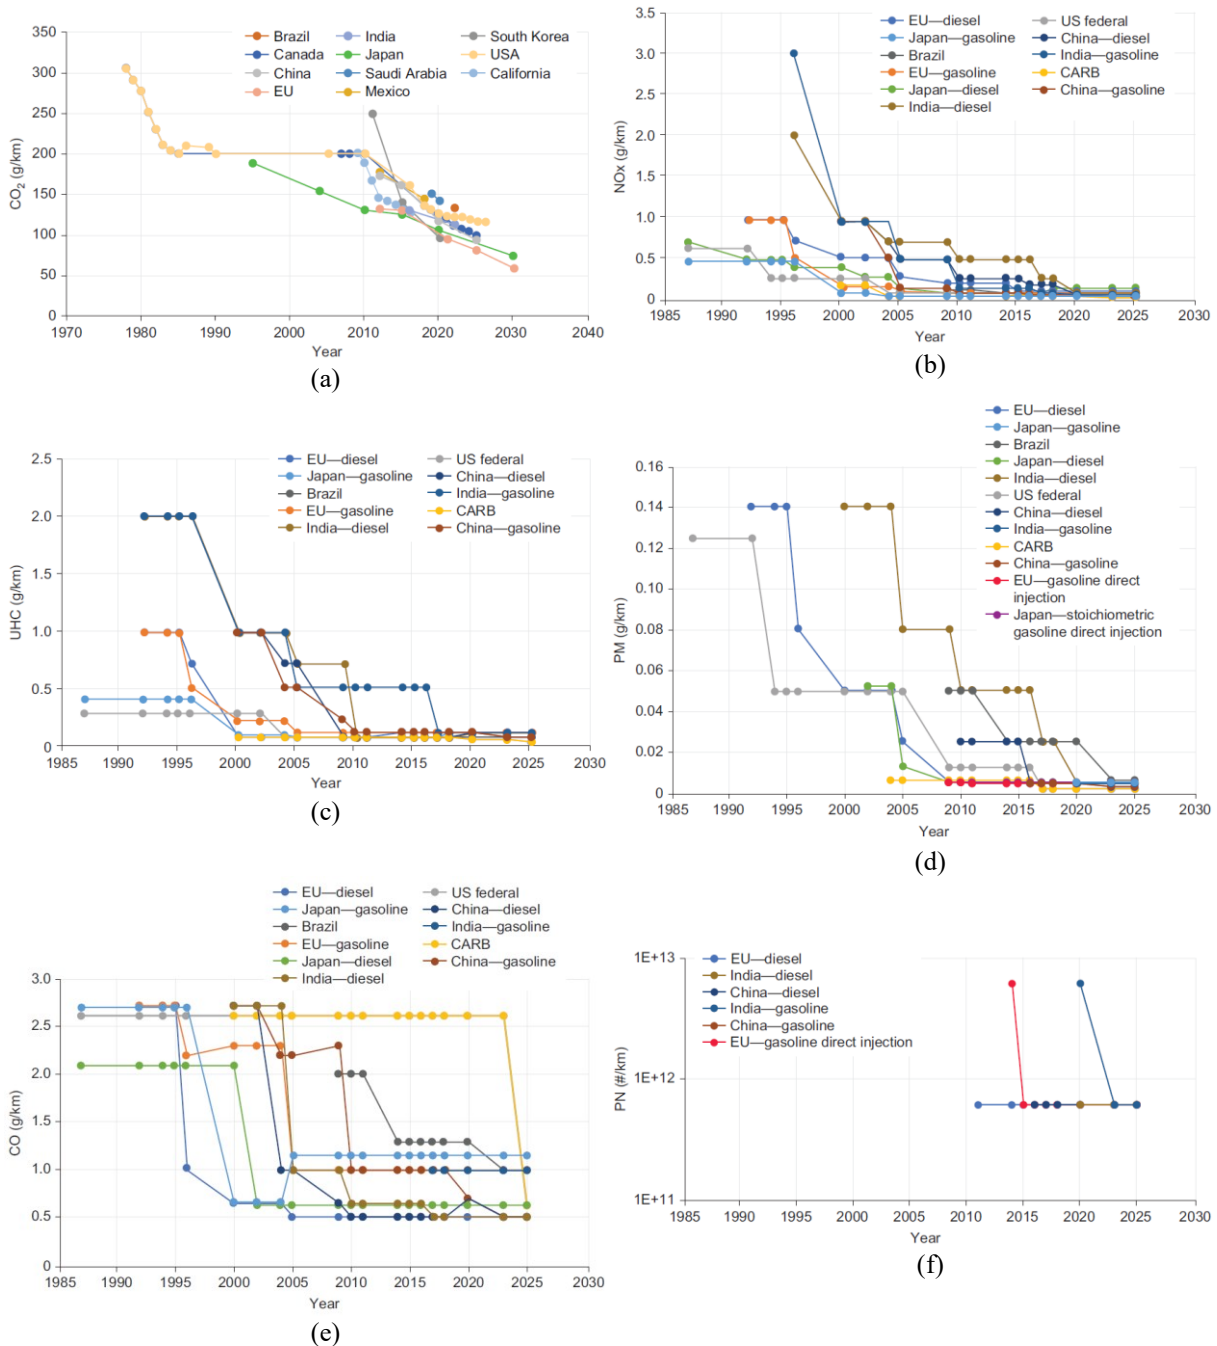 350
300
250
200
150
100
50
0
CO2 (g/km)
Brazil India South Korea
Canada Japan USA
China Saudi Arabia California
EU Mexico
1970 1980 1990 2000 2010 2020 2030 2040
Year
(a)
3.5
3.0
2.5
2.0
1.5
1.0
0.5
0
NOx (g/km)
EU—diesel US federal
Japan—gasoline China—diesel
Brazil India—gasoline
EU—gasoline CARB
Japan—diesel China—gasoline
India—diesel
1985 1990 1995 2000 2005 2010 2015 2020 2025 2030
Year
(b)
2.5
2.0
1.5
1.0
0.5
0
UHC (g/km)
EU—diesel US federal
Japan—gasoline China—diesel
Brazil India—gasoline
EU—gasoline CARB
India—diesel China—gasoline
1985 1990 1995 2000 2005 2010 2015 2020 2025 2030
Year
(c)
EU—diesel
Japan—gasoline
Brazil
Japan—diesel
India—diesel
US federal
China—diesel
India—gasoline
CARB
China—gasoline
EU—gasoline direct
injection
Japan—stoichiometric
gasoline direct injection
0.16
0.14
0.12
0.10
0.08
0.06
0.04
0.02
0
PM (g/km)
1985 1990 1995 2000 2005 2010 2015 2020 2025 2030
Year
(d)
EU—diesel US federal
Japan—gasoline China—diesel
Brazil India—gasoline
EU—gasoline CARB
Japan—diesel China—gasoline
India—diesel
3.0
2.5
2.0
1.5
1.0
0.5
0
CO (g/km)
1985 1990 1995 2000 2005 2010 2015 2020 2025 2030
Year
(e)
1E+13
1E+12
1E+11
PN (#/km)
EU—diesel
India—diesel
China—diesel
India—gasoline
China—gasoline
EU—gasoline direct injection
1985 1990 1995 2000 2005 2010 2015 2020 2025 2030
Year
(f)